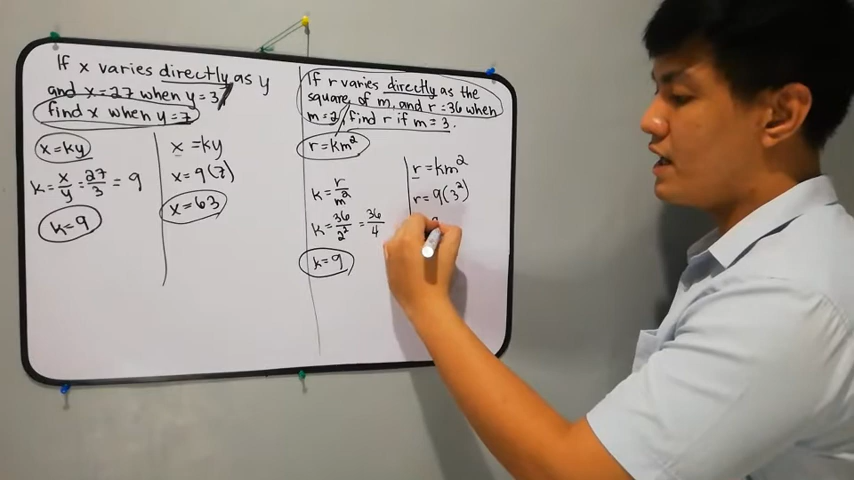 If x varies directly as y
and x=27 when y=3,
find x when y=7
x=ky
k=x/y=27/3=9
k=9
x=ky
x=9(7)
x=63
If r varies directly as the
square of m, and r=36 when
m=2, find r if m=3.
r=km²
k=r/m²
k=36/2²=36/4
k=9
r=km²
r=9(3²)